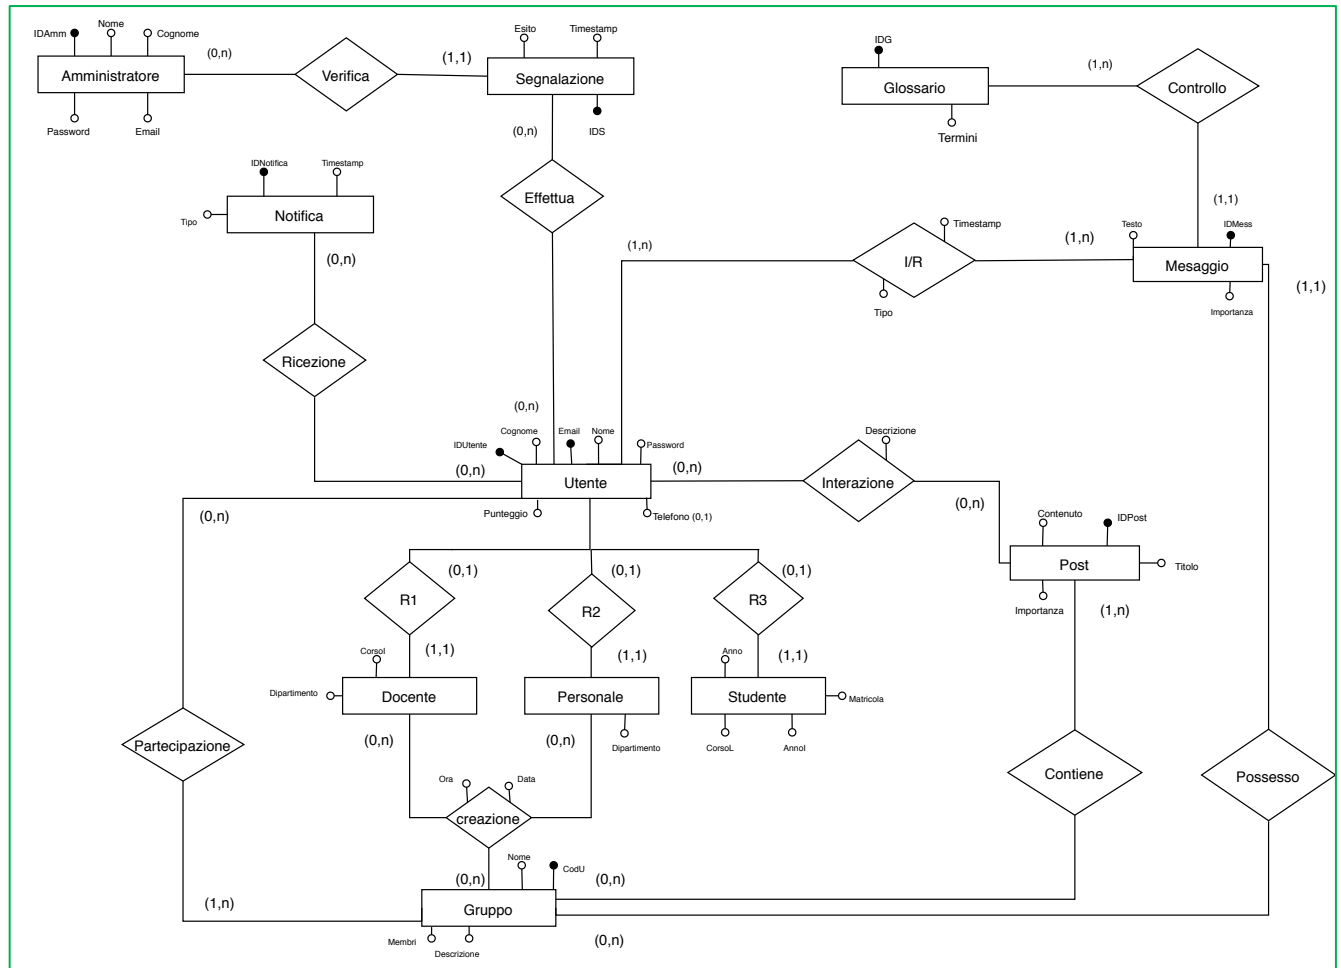 IDAmm
Nome
Cognome
(0,n)
Amministratore
Password
Email
Verifica
(1,1)
Esito
Timestamp
Segnalazione
IDS
(0,n)
IDG
Glossario
Termini
(1,n)
Controllo
(1,1)
IDNotifica
Timestamp
Tipo
Notifica
(0,n)
Effettua
(1,n)
Timestamp
I/R
Tipo
(1,n)
Testo
IDMess
Mesaggio
Importanza
(1,1)
Ricezione
(0,n)
(0,n)
IDUtente
Cognome
Email
Nome
Password
Utente
Punteggio
Telefono (0,1)
(0,n)
Descrizione
Interazione
(0,n)
Contenuto
IDPost
Post
Titolo
Importanza
(1,n)
(0,n)
(0,1)
(0,1)
(0,1)
R1
R2
R3
(1,1)
(1,1)
(1,1)
CorsoI
Dipartimento
Docente
(0,n)
Personale
Dipartimento
(0,n)
Anno
Studente
Matricola
CorsoL
AnnoI
Partecipazione
Ora
Data
creazione
Contiene
Possesso
(0,n)
Nome
CodU
(0,n)
Gruppo
Membri
Descrizione
(1,n)
(0,n)